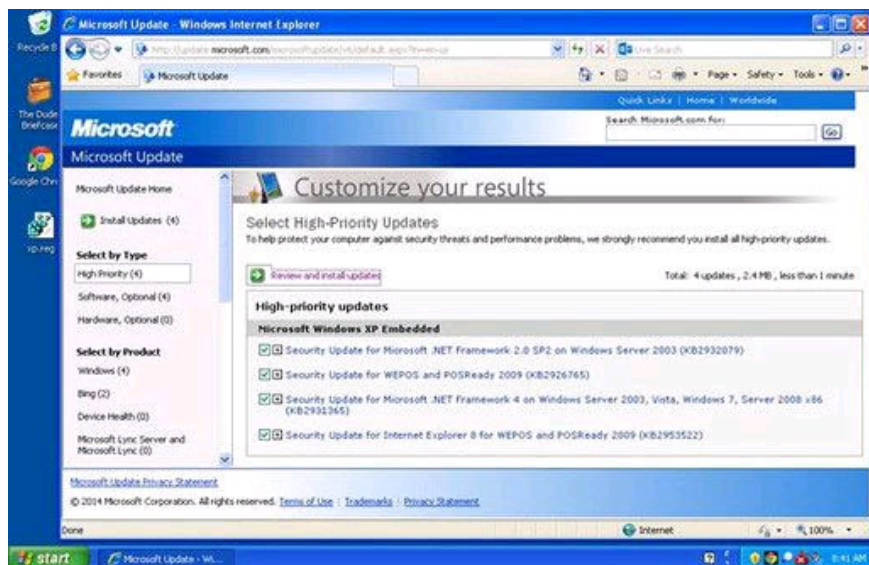 Microsoft Update - Windows Internet Explorer
Recycle B
microsoft.com
Live Search
Favorites
Microsoft Update
Page
Safety
Tools
The Dude
Briefcase
Quick Links | Home | Worldwide
Microsoft
Search Microsoft.com for:
Go
Microsoft Update
Google Chr
xp.reg
Microsoft Update Home
Install Updates (4)
Select by Type
High Priority (4)
Software, Optional (4)
Hardware, Optional (0)
Select by Product
Windows (4)
Bing (2)
Device Health (0)
Microsoft Lync Server and
Microsoft Lync (0)
Customize your results
Select High-Priority Updates
To help protect your computer against security threats and performance problems, we strongly recommend you install all high-priority updates.
Review and install updates
Total: 4 updates , 2.4 MB , less than 1 minute
High-priority updates
Microsoft Windows XP Embedded
Security Update for Microsoft .NET Framework 2.0 SP2 on Windows Server 2003 (KB2932079)
Security Update for WEPOS and POSReady 2009 (KB2926765)
Security Update for Microsoft .NET Framework 4 on Windows Server 2003, Vista, Windows 7, Server 2008 x86
(KB2931365)
Security Update for Internet Explorer 8 for WEPOS and POSReady 2009 (KB2953522)
Microsoft Update Privacy Statement
© 2014 Microsoft Corporation. All rights reserved. Terms of Use | Trademarks | Privacy Statement
Done
Internet
100%
start
Microsoft Update - Wi...
8:41 AM